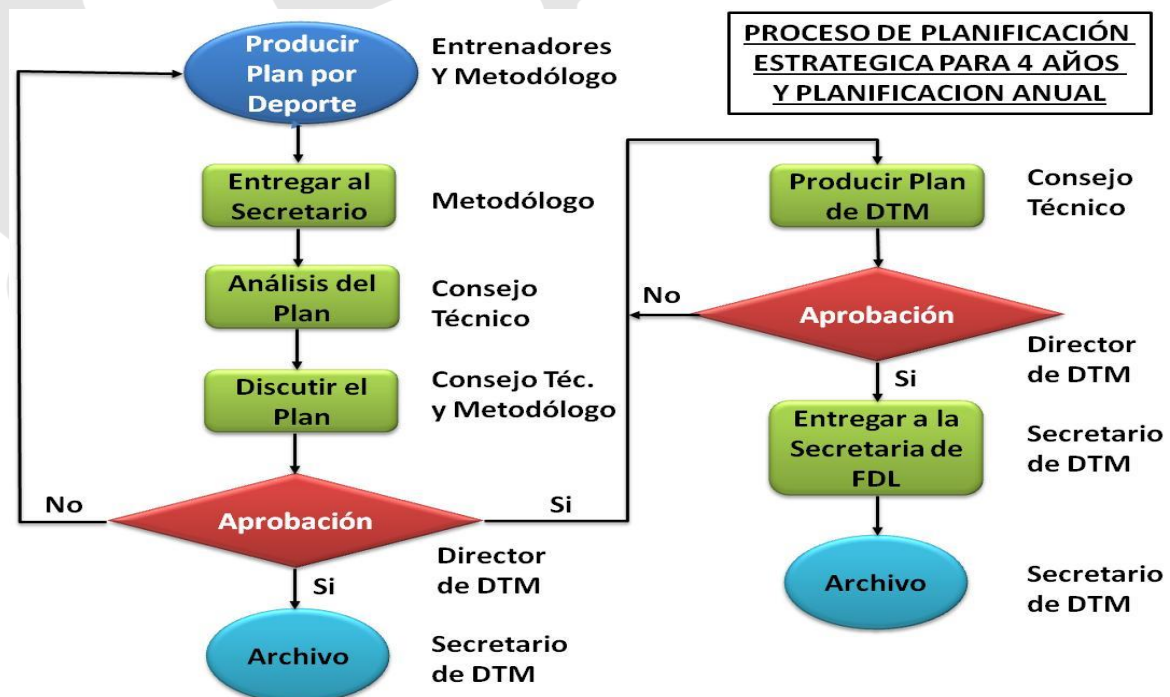 PROCESO DE PLANIFICACIÓN
ESTRATEGICA PARA 4 AЙOS
Y PLANIFICACION ANUAL
Producir
Plan por
Deporte
Entrenadores
Y Metodólogo
Entregar al
Secretario
Metodólogo
Análisis del
Plan
Consejo
Técnico
Discutir el
Plan
Consejo Téc.
y Metodólogo
No
Aprobación
Si
Director
de DTM
Si
Archivo
Secretario
de DTM
Producir Plan
de DTM
Consejo
Técnico
No
Aprobación
Director
de DTM
Si
Entregar a la
Secretaria de
FDL
Secretario
de DTM
Archivo
Secretario
de DTM